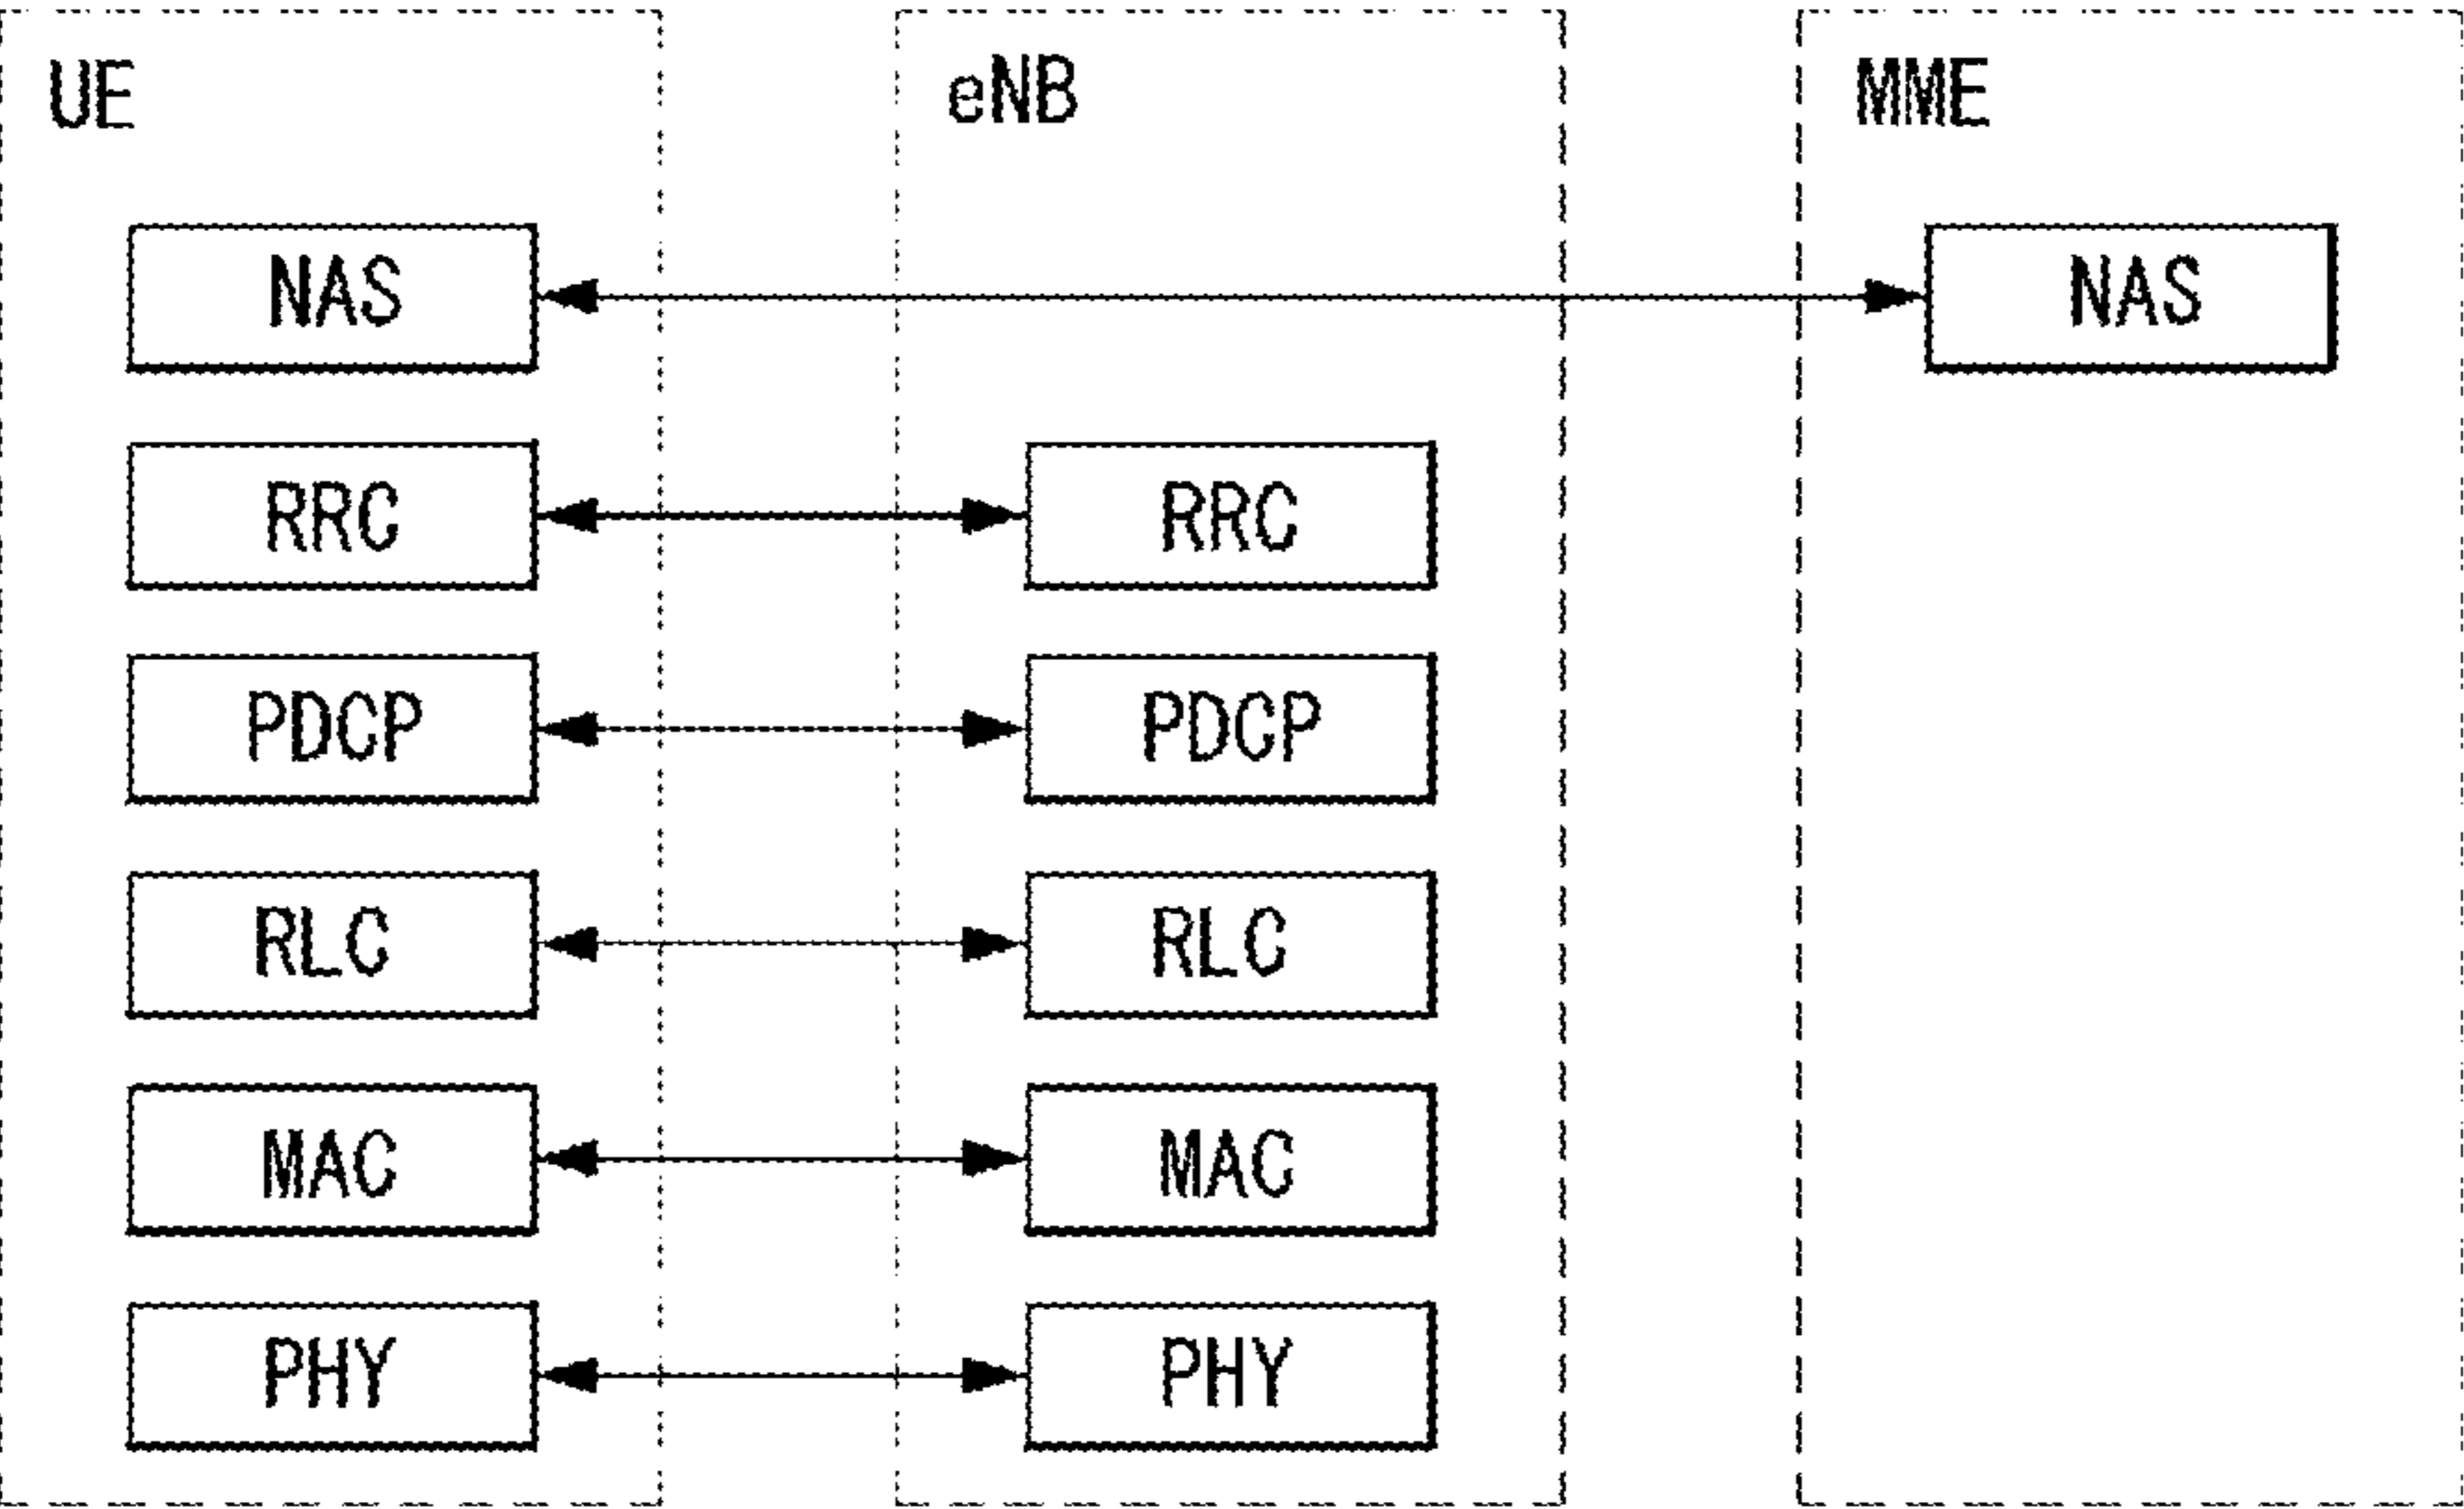 UE eNB MME
NAS NAS
RRC RRC
PDCP PDCP
RLC RLC
MAC MAC
PHY PHY